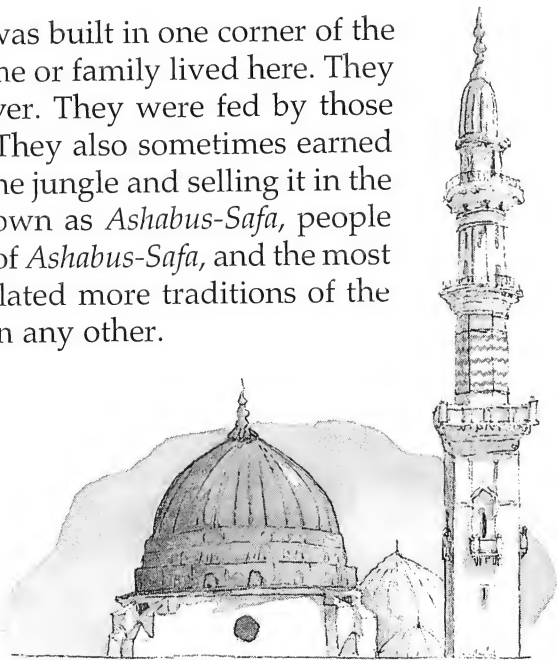 was built in one corner of the
ne or family lived here. They
ver. They were fed by those
They also sometimes earned
he jungle and selling it in the
own as Ashabus-Safa, people
of Ashabus-Safa, and the most
lated more traditions of the
n any other.